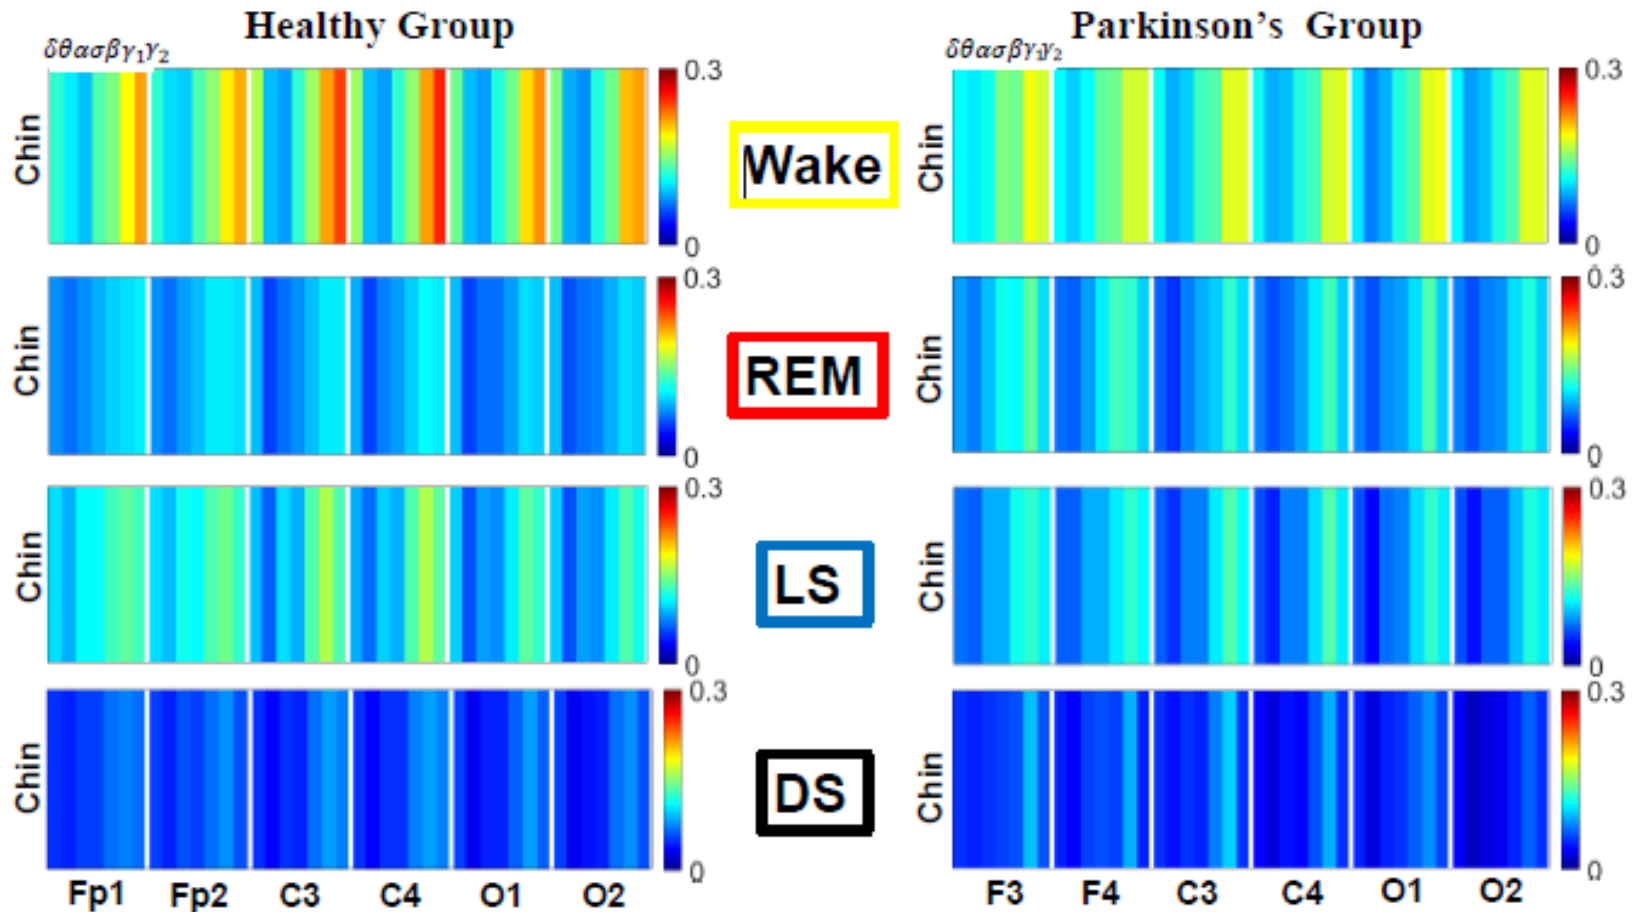 Healthy Group
Parkinson's Group
δθασβγ₁γ₂
δθασβγ₁γ₂
Chin
0.3
0
Wake
Chin
0.3
0
Chin
0.3
0
REM
Chin
0.3
0
Chin
0.3
0
LS
Chin
0.3
0
Chin
0.3
0
DS
Chin
0.3
0
Fp1 Fp2 C3 C4 O1 O2
F3 F4 C3 C4 O1 O2